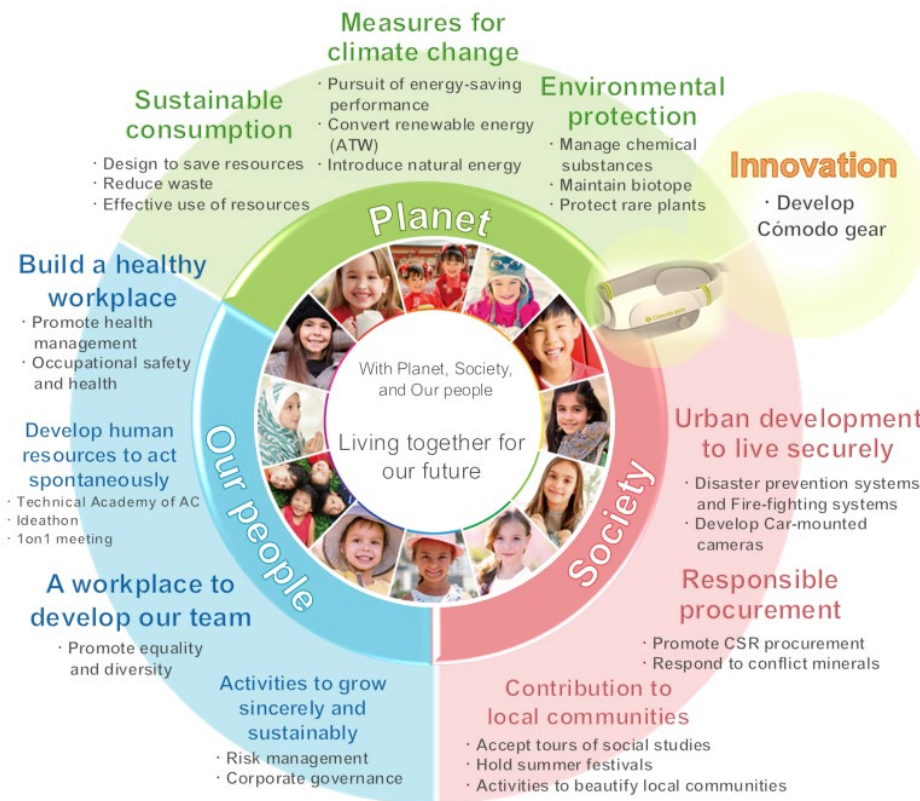 Measures for
climate change
· Pursuit of energy-saving
performance
· Convert renewable energy
(ATW)
· Introduce natural energy
Sustainable
consumption
· Design to save resources
· Reduce waste
· Effective use of resources
Environmental
protection
· Manage chemical
substances
· Maintain biotope
· Protect rare plants
Innovation
· Develop
Cómodo gear
Planet
Cómodo gear
Build a healthy
workplace
· Promote health
management
· Occupational safety
and health
With Planet, Society,
and Our people
Living together for
our future
Develop human
resources to act
spontaneously
· Technical Academy of AC
· Ideathon
· 1on1 meeting
Our people
Society
Urban development
to live securely
· Disaster prevention systems
and Fire-fighting systems
· Develop Car-mounted
cameras
A workplace to
develop our team
· Promote equality
and diversity
Responsible
procurement
· Promote CSR procurement
· Respond to conflict minerals
Activities to grow
sincerely and
sustainably
· Risk management
· Corporate governance
Contribution to
local communities
· Accept tours of social studies
· Hold summer festivals
· Activities to beautify local communities